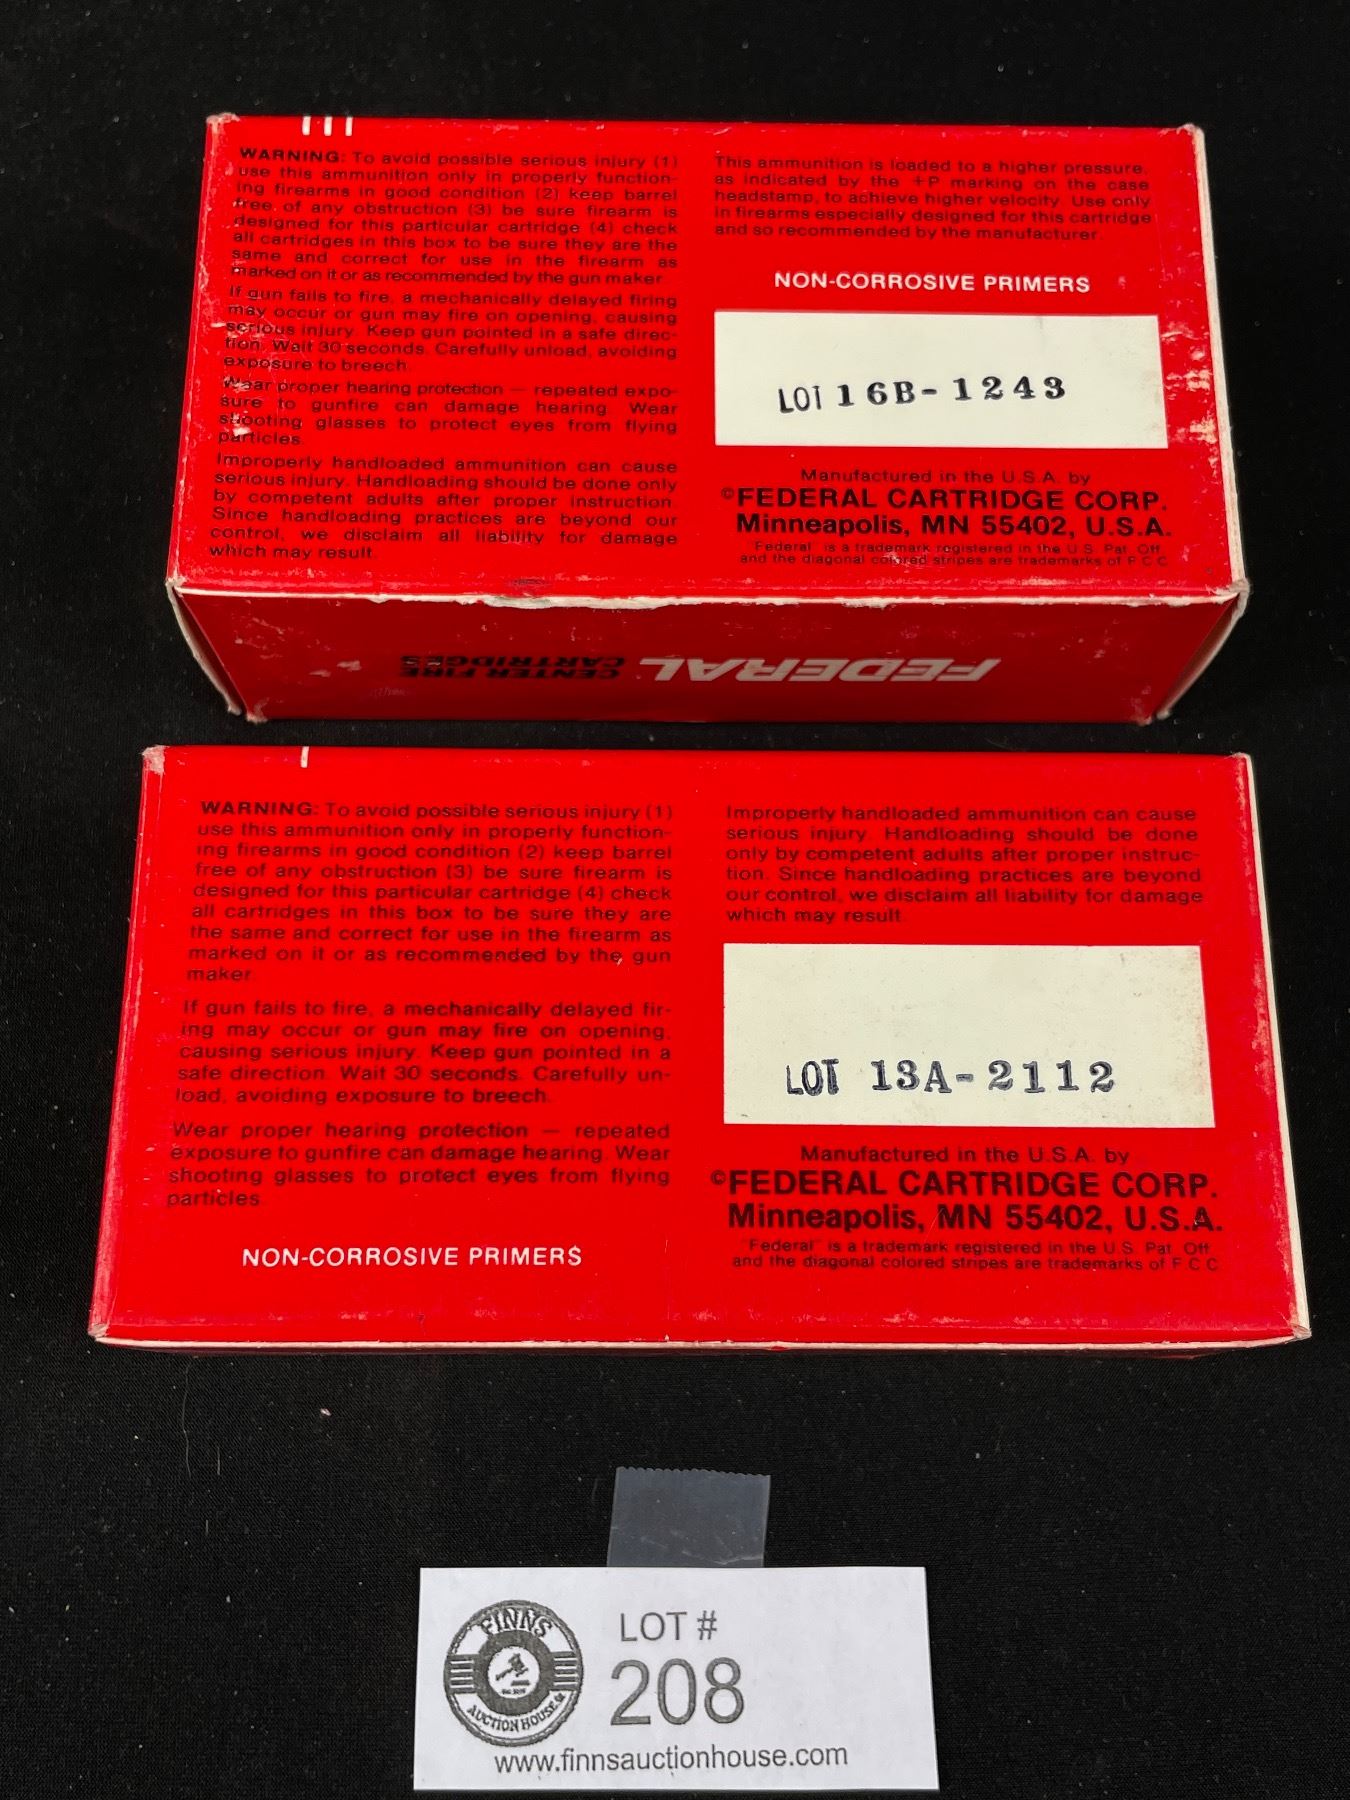 WARNING: To avoid possible serious injury (1)
use this ammunition only in properly function-
ing firearms in good condition (2) keep barrel
free of any obstruction (3) be sure firearm is
designed for this particular cartridge (4) check
all cartridges in this box to be sure they are the
same and correct for use in the firearm as
marked on it or as recommended by the gun maker
If gun fails to fire, a mechanically delayed firing
may occur or gun may fire on opening, causing
serious injury. Keep gun pointed in a safe direc-
tion. Wait 30 seconds. Carefully unload, avoiding
exposure to breech.
Wear proper hearing protection — repeated expo-
sure to gunfire can damage hearing. Wear
shooting glasses to protect eyes from flying
particles.
Improperly handloaded ammunition can cause
serious injury. Handloading should be done only
by competent adults after proper instruction.
Since handloading practices are beyond our
control, we disclaim all liability for damage
which may result.
This ammunition is loaded to a higher pressure,
as indicated by the +P marking on the case
headstamp, to achieve higher velocity. Use only
in firearms especially designed for this cartridge
and so recommended by the manufacturer.
NON-CORROSIVE PRIMERS
LOT 16B-1243
Manufactured in the U.S.A. by
©FEDERAL CARTRIDGE CORP.
Minneapolis, MN 55402, U.S.A.
"Federal" is a trademark registered in the U.S. Pat. Off.
and the diagonal colored stripes are trademarks of F.C.C.
FEDERAL CENTER FIRE
CARTRIDGES
WARNING: To avoid possible serious injury (1)
use this ammunition only in properly function-
ing firearms in good condition (2) keep barrel
free of any obstruction (3) be sure firearm is
designed for this particular cartridge (4) check
all cartridges in this box to be sure they are
the same and correct for use in the firearm as
marked on it or as recommended by the gun
maker
If gun fails to fire, a mechanically delayed fir-
ing may occur or gun may fire on opening,
causing serious injury. Keep gun pointed in a
safe direction. Wait 30 seconds. Carefully un-
load, avoiding exposure to breech.
Wear proper hearing protection — repeated
exposure to gunfire can damage hearing. Wear
shooting glasses to protect eyes from flying
particles
NON-CORROSIVE PRIMERS
Improperly handloaded ammunition can cause
serious injury. Handloading should be done
only by competent adults after proper instruc-
tion. Since handloading practices are beyond
our control, we disclaim all liability for damage
which may result
LOT 13A-2112
Manufactured in the U.S.A. by
©FEDERAL CARTRIDGE CORP.
Minneapolis, MN 55402, U.S.A.
"Federal" is a trademark registered in the U.S. Pat. Off.
and the diagonal colored stripes are trademarks of F.C.C.
FINNS
AUCTION HOUSE
LOT #
208
www.finnsauctionhouse.com